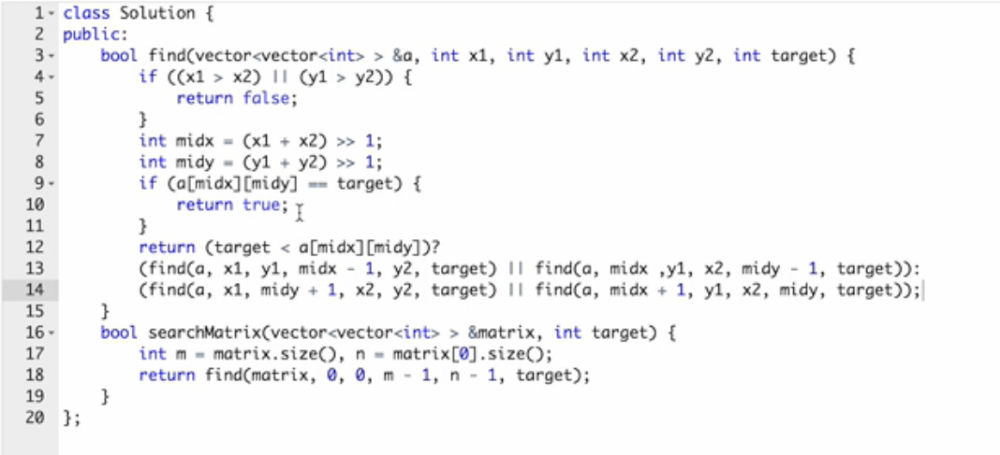 1 class Solution {
2 public:
3     bool find(vector<vector<int> > &a, int x1, int y1, int x2, int y2, int target) {
4         if ((x1 > x2) || (y1 > y2)) {
5             return false;
6         }
7         int midx = (x1 + x2) >> 1;
8         int midy = (y1 + y2) >> 1;
9         if (a[midx][midy] == target) {
10             return true;
11         }
12         return (target < a[midx][midy])?
13         (find(a, x1, y1, midx - 1, y2, target) || find(a, midx ,y1, x2, midy - 1, target)):
14         (find(a, x1, midy + 1, x2, y2, target) || find(a, midx + 1, y1, x2, midy, target));
15     }
16     bool searchMatrix(vector<vector<int> > &matrix, int target) {
17         int m = matrix.size(), n = matrix[0].size();
18         return find(matrix, 0, 0, m - 1, n - 1, target);
19     }
20 };